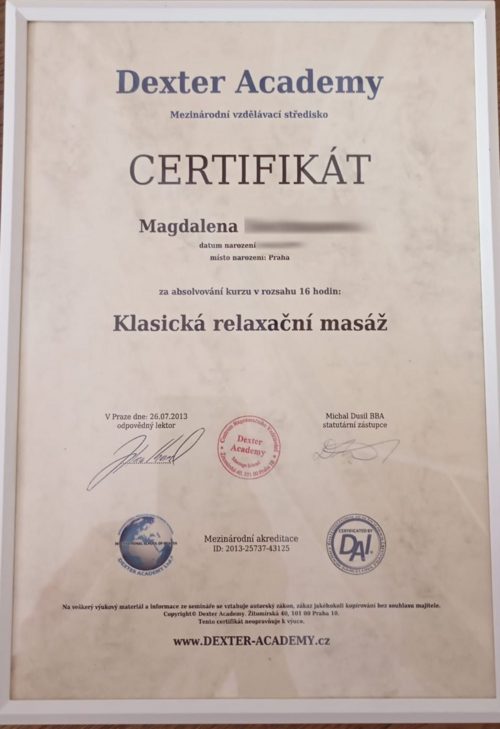 Dexter Academy
Mezinárodní vzdělávací středisko
CERTIFIKÁT
Magdalena
datum narození
místo narození: Praha
za absolvování kurzu v rozsahu 16 hodin:
Klasická relaxační masáž
V Praze dne: 26.07.2013
odpovědný lektor
Dexter
Academy
Michal Dusil BBA
statutární zástupce
Mezinárodní akreditace
ID: 2013-25737-43125
CERTIFICATED BY
DAI
Na veškerý výukový materiál a informace ze semináře se vztahuje autorský zákon, zákaz jakéhokoli kopírování bez souhlasu majitele.
Copyright© Dexter Academy. Žitomírská 40, 101 00 Praha 10.
Tento certifikát neopravňuje k výuce.
www.DEXTER-ACADEMY.cz